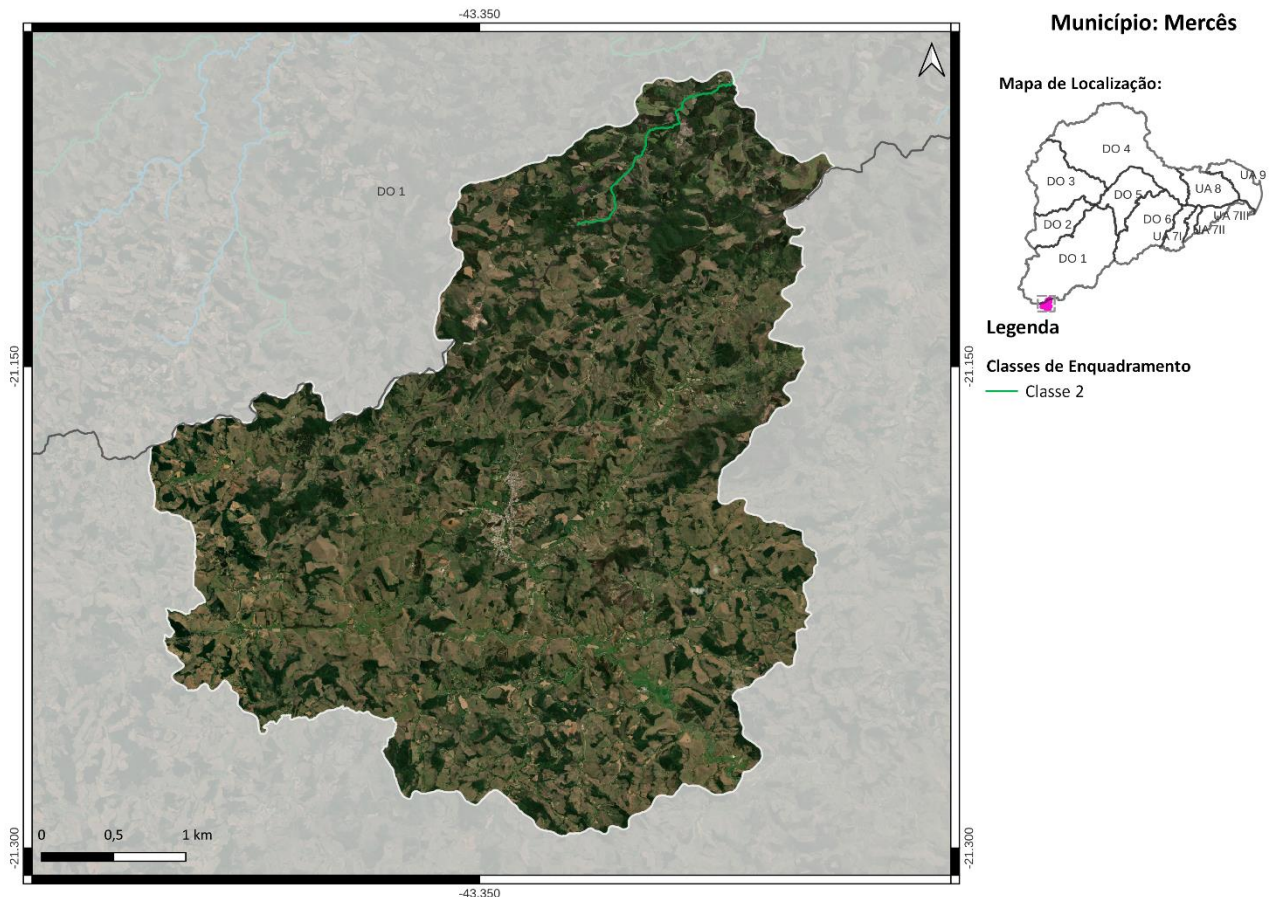 -43.350
Município: Mercês
Mapa de Localização:
DO 4
DO 3
DO 5
UA 8
UA 9
DO 2
DO 6
UA 7III
UA 7II
UA 7I
DO 1
DO 1
Legenda
Classes de Enquadramento
Classe 2
-21.150
-21.150
0 0,5 1 km
-21.300
-21.300
-43.350